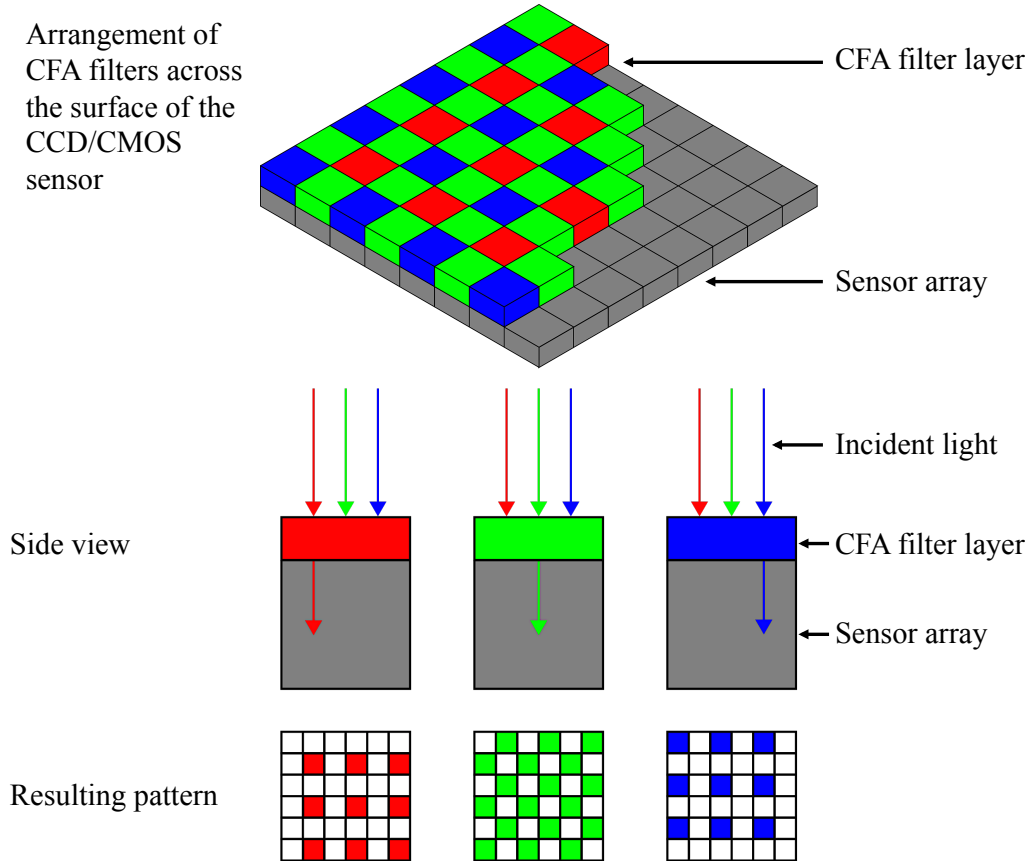 Arrangement of
CFA filters across
the surface of the
CCD/CMOS
sensor
CFA filter layer
Sensor array
Incident light
Side view
CFA filter layer
Sensor array
Resulting pattern